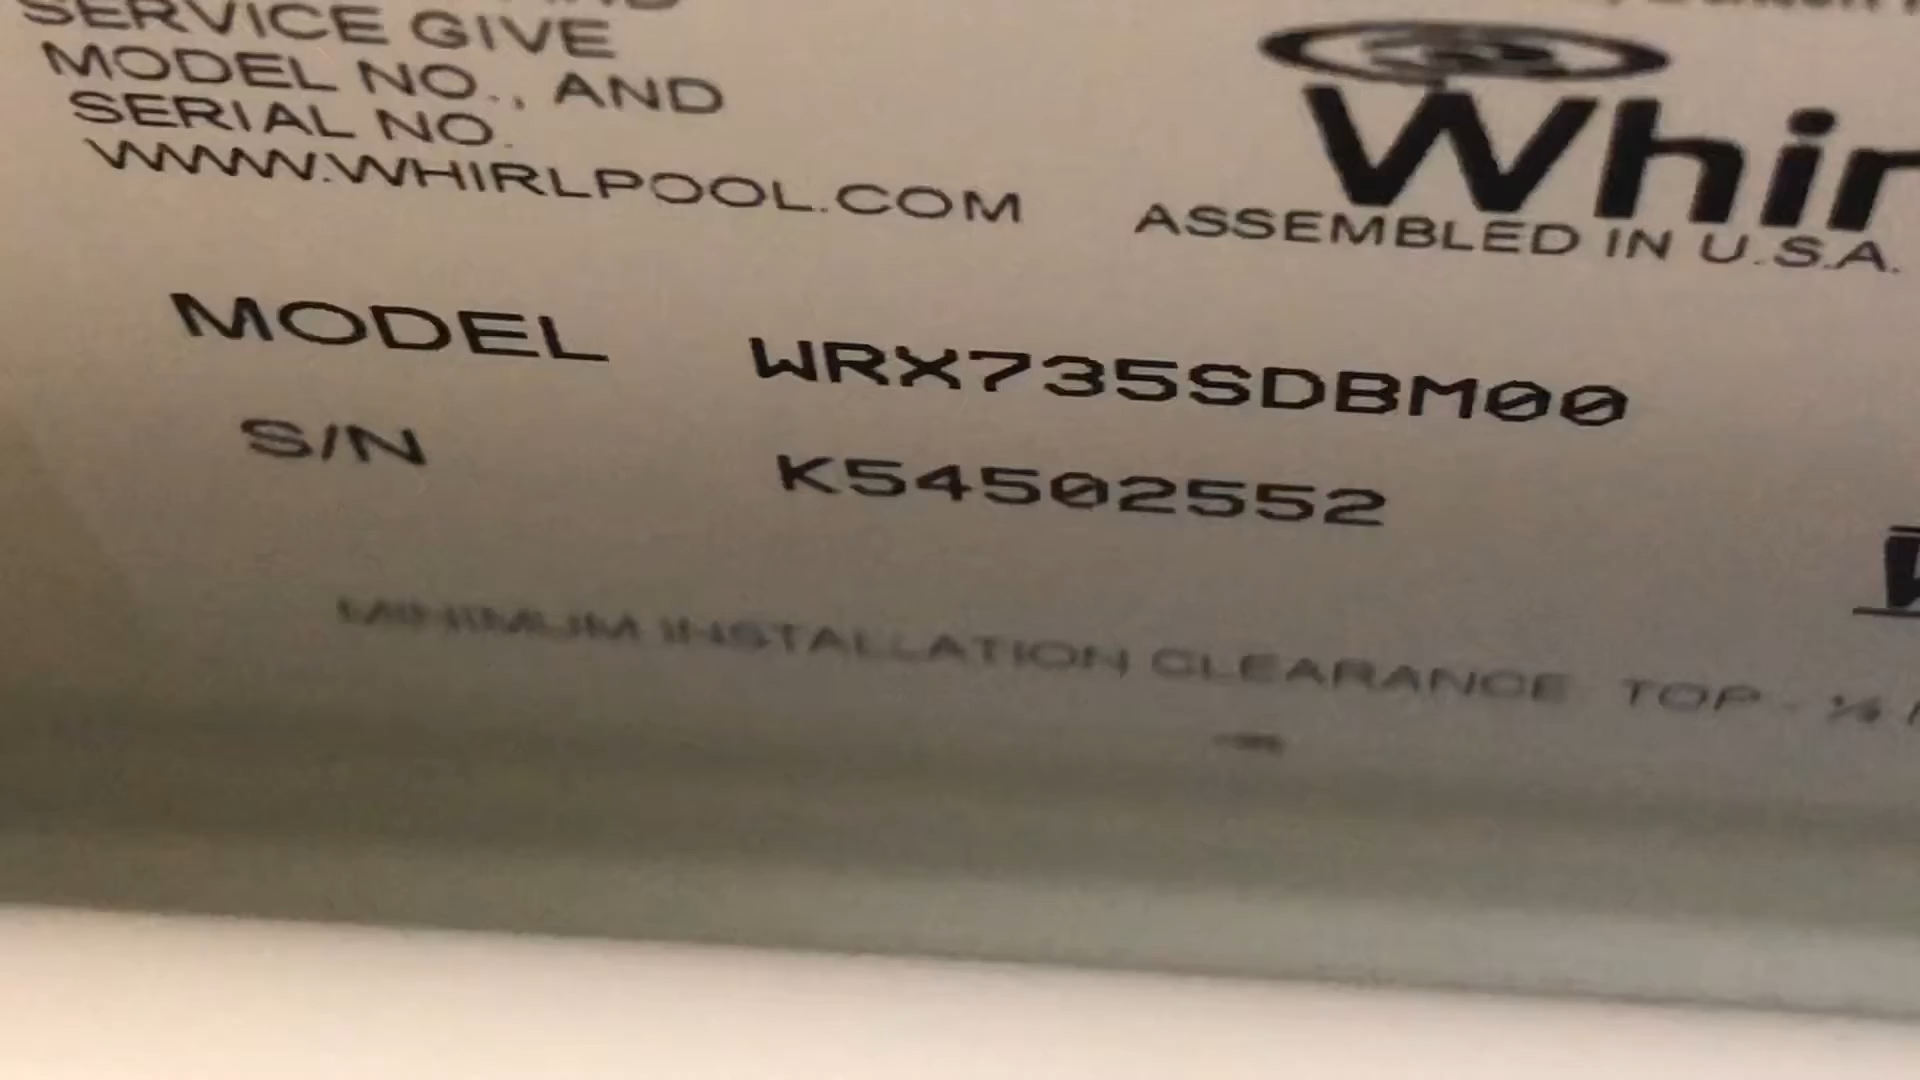 SERVICE GIVE
MODEL NO., AND
SERIAL NO.
WWW.WHIRLPOOL.COM
Whir
ASSEMBLED IN U.S.A.
MODEL WRX735SDBM00
S/N K54502552
MINIMUM INSTALLATION CLEARANCE TOP -